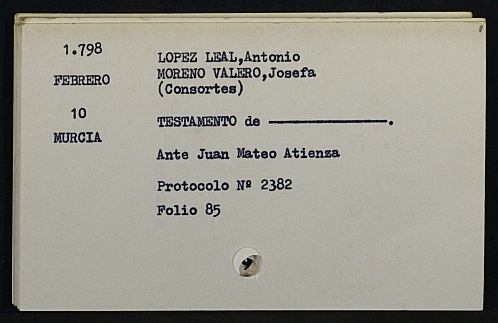 1.798
FEBRERO
10
MURCIA
LOPEZ LEAL,Antonio
MORENO VALERO,Josefa
(Consortes)
TESTAMENTO de ——————————.
Ante Juan Mateo Atienza
Protocolo Nº 2382
Folio 85